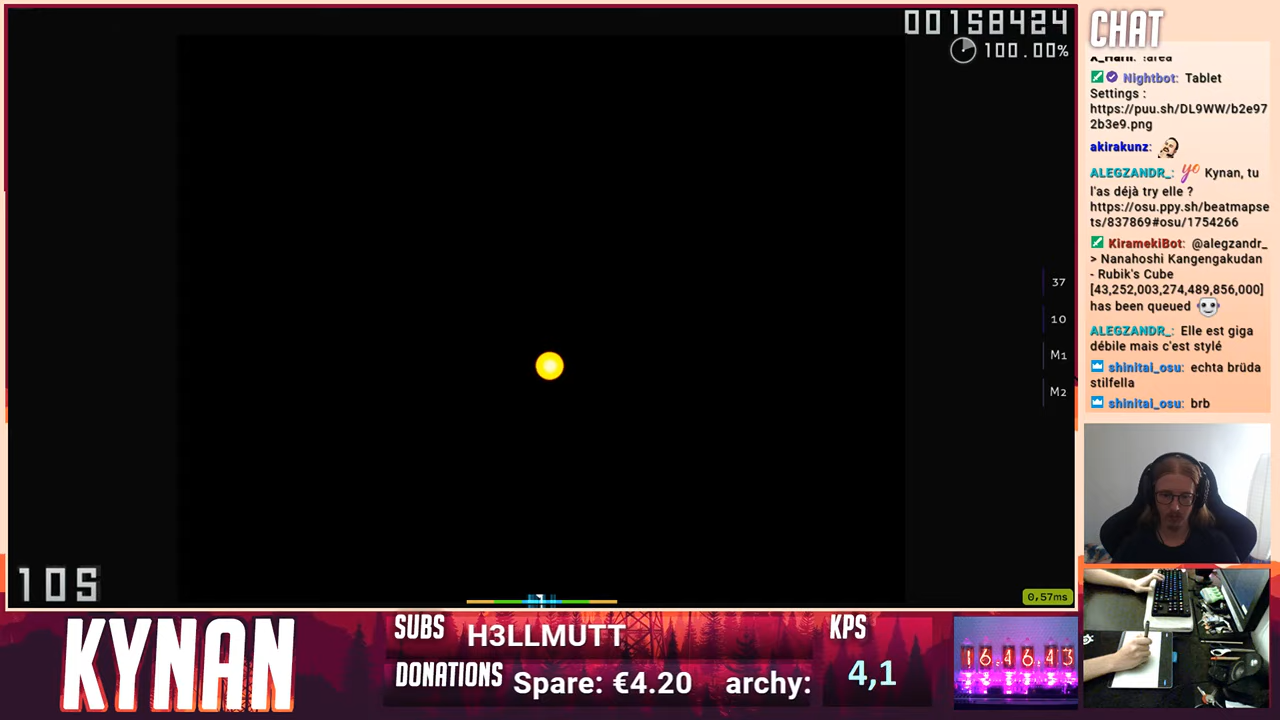 00158424
100.00%
37
10
M1
M2
105
0,57ms
CHAT
X_Harn: !area
Nightbot: Tablet
Settings :
https://puu.sh/DL9WW/b2e97
2b3e9.png
akirakunz:
ALEGZANDR_: yo Kynan, tu
l'as déjà try elle ?
https://osu.ppy.sh/beatmapse
ts/837869#osu/1754266
KiramekiBot: @alegzandr_
> Nanahoshi Kangengakudan
- Rubik's Cube
[43,252,003,274,489,856,000]
has been queued
ALEGZANDR_: Elle est giga
débile mais c'est stylé
shinitai_osu: echta brüda
stilfella
shinitai_osu: brb
KYNAN
SUBS H3LLMUTT
DONATIONS Spare: €4.20 archy:
KPS
4,1
16.46.43